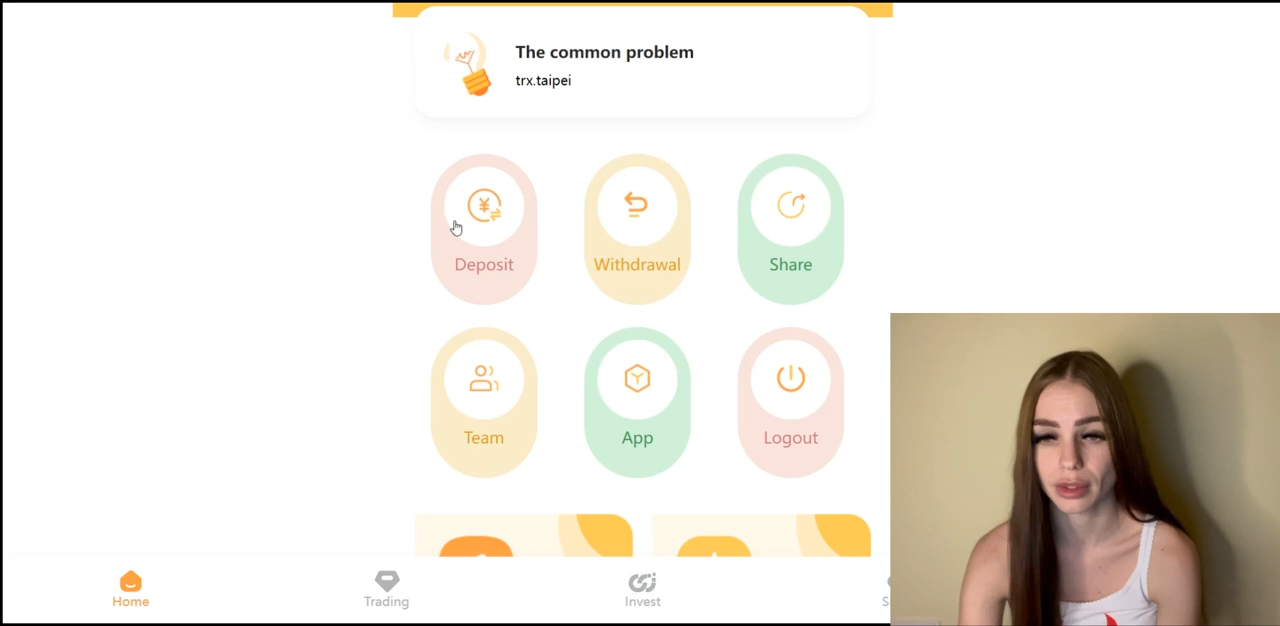 The common problem
trx.taipei
Deposit
Withdrawal
Share
Team
App
Logout
Home
Trading
Invest
S